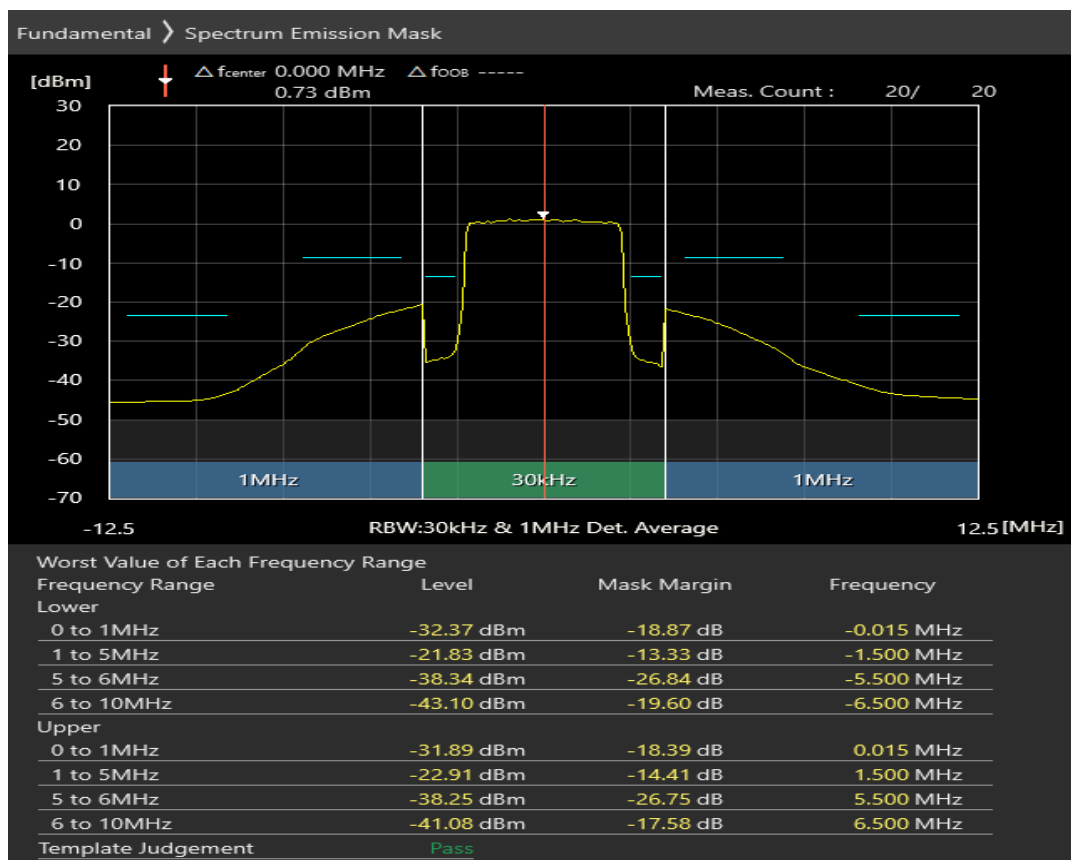 Fundamental ❯ Spectrum Emission Mask
[dBm] △ fcenter 0.000 MHz △ fOOB -----
0.73 dBm Meas. Count : 20/ 20
30
20
10
0
-10
-20
-30
-40
-50
-60
-70
1MHz 30kHz 1MHz
-12.5 RBW:30kHz & 1MHz Det. Average 12.5 [MHz]
Worst Value of Each Frequency Range
Frequency Range Level Mask Margin Frequency
Lower
0 to 1MHz -32.37 dBm -18.87 dB -0.015 MHz
1 to 5MHz -21.83 dBm -13.33 dB -1.500 MHz
5 to 6MHz -38.34 dBm -26.84 dB -5.500 MHz
6 to 10MHz -43.10 dBm -19.60 dB -6.500 MHz
Upper
0 to 1MHz -31.89 dBm -18.39 dB 0.015 MHz
1 to 5MHz -22.91 dBm -14.41 dB 1.500 MHz
5 to 6MHz -38.25 dBm -26.75 dB 5.500 MHz
6 to 10MHz -41.08 dBm -17.58 dB 6.500 MHz
Template Judgement Pass